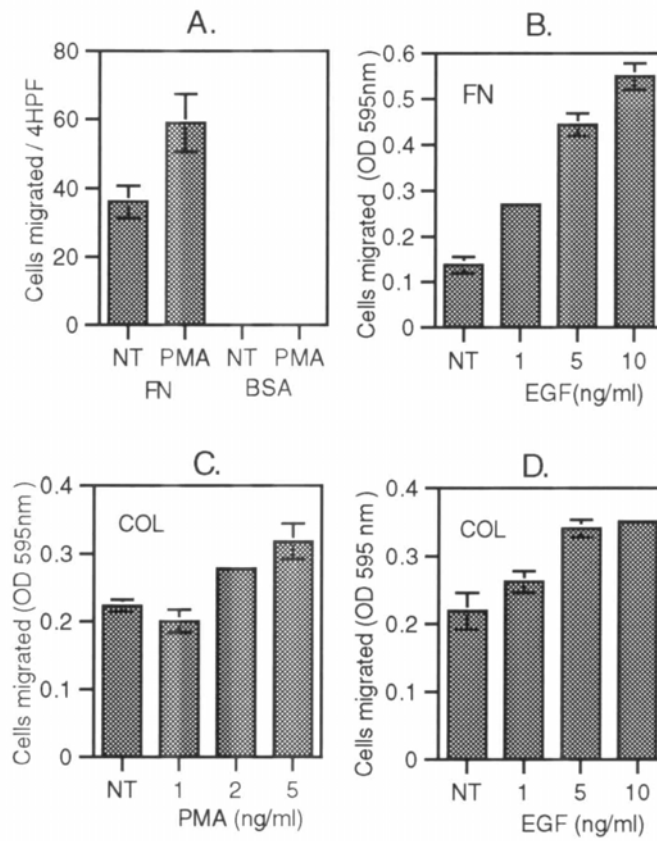 A.
Cells migrated / 4HPF
80
60
40
20
0
NT PMA NT PMA
FN BSA
B.
Cells migrated (OD 595nm)
0.6
0.5
0.4
0.3
0.2
0.1
0
FN
NT 1 5 10
EGF(ng/ml)
C.
Cells migrated (OD 595nm)
0.4
0.3
0.2
0.1
0
COL
NT 1 2 5
PMA (ng/ml)
D.
Cells migrated (OD 595 nm)
0.4
0.3
0.2
0.1
0
COL
NT 1 5 10
EGF (ng/ml)